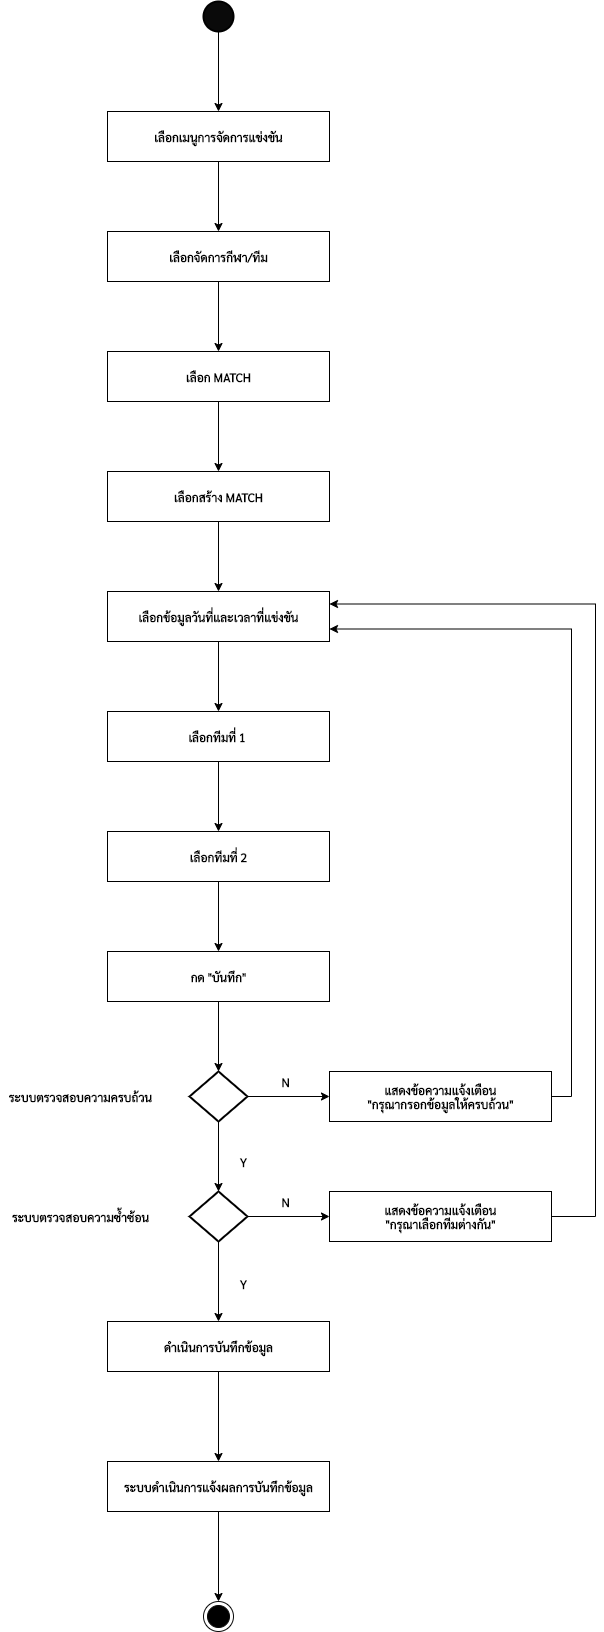 เลือกเมนูการจัดการแข่งขัน
เลือกจัดการกีฬา/ทีม
เลือก MATCH
เลือกสร้าง MATCH
เลือกข้อมูลวันที่และเวลาที่แข่งขัน
เลือกทีมที่ 1
เลือกทีมที่ 2
กด "บันทึก"
ระบบตรวจสอบความครบถ้วน
N
แสดงข้อความแจ้งเตือน
"กรุณากรอกข้อมูลให้ครบถ้วน"
Y
ระบบตรวจสอบความซ้ำซ้อน
N
แสดงข้อความแจ้งเตือน
"กรุณาเลือกทีมต่างกัน"
Y
ดำเนินการบันทึกข้อมูล
ระบบดำเนินการแจ้งผลการบันทึกข้อมูล